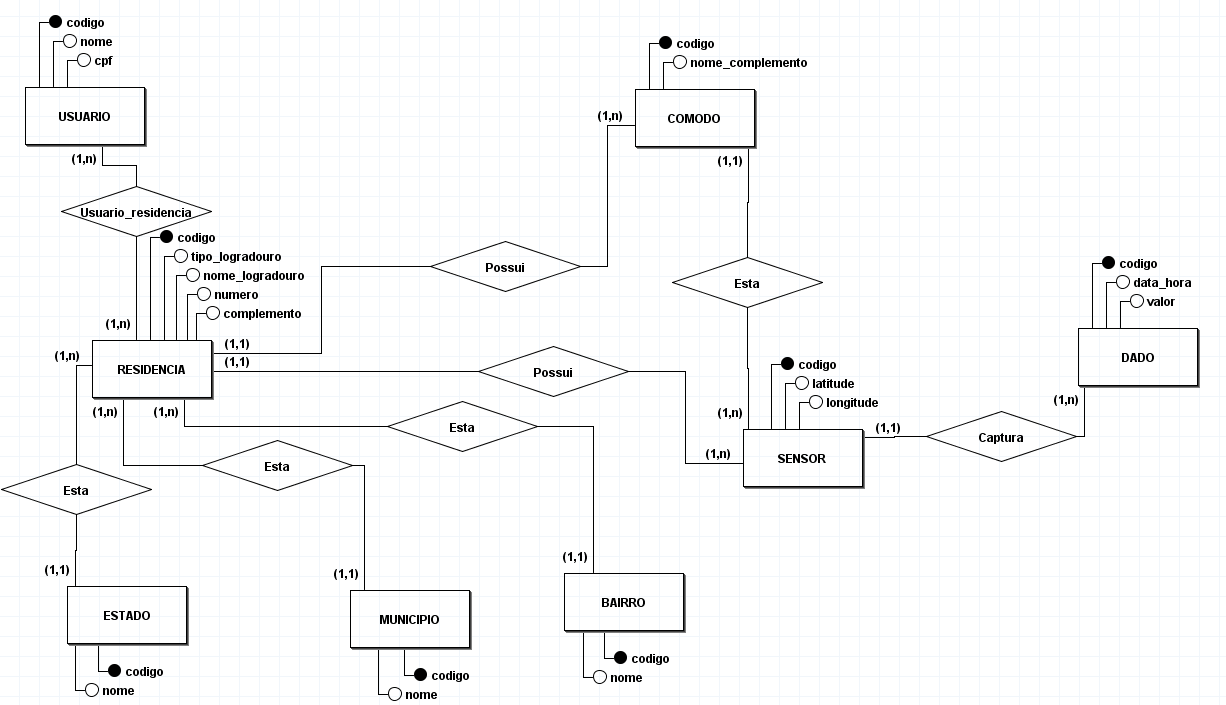 codigo
nome
cpf
USUARIO
(1,n)
Usuario_residencia
codigo
tipo_logradouro
nome_logradouro
numero
complemento
(1,n)
(1,n)
RESIDENCIA
(1,1)
(1,1)
(1,n)
(1,n)
Possui
(1,n)
codigo
nome_complemento
COMODO
(1,1)
Esta
Possui
(1,n)
(1,n)
codigo
latitude
longitude
SENSOR
(1,1)
Captura
(1,n)
codigo
data_hora
valor
DADO
Esta
Esta
Esta
(1,1)
ESTADO
codigo
nome
(1,1)
MUNICIPIO
codigo
nome
(1,1)
BAIRRO
codigo
nome